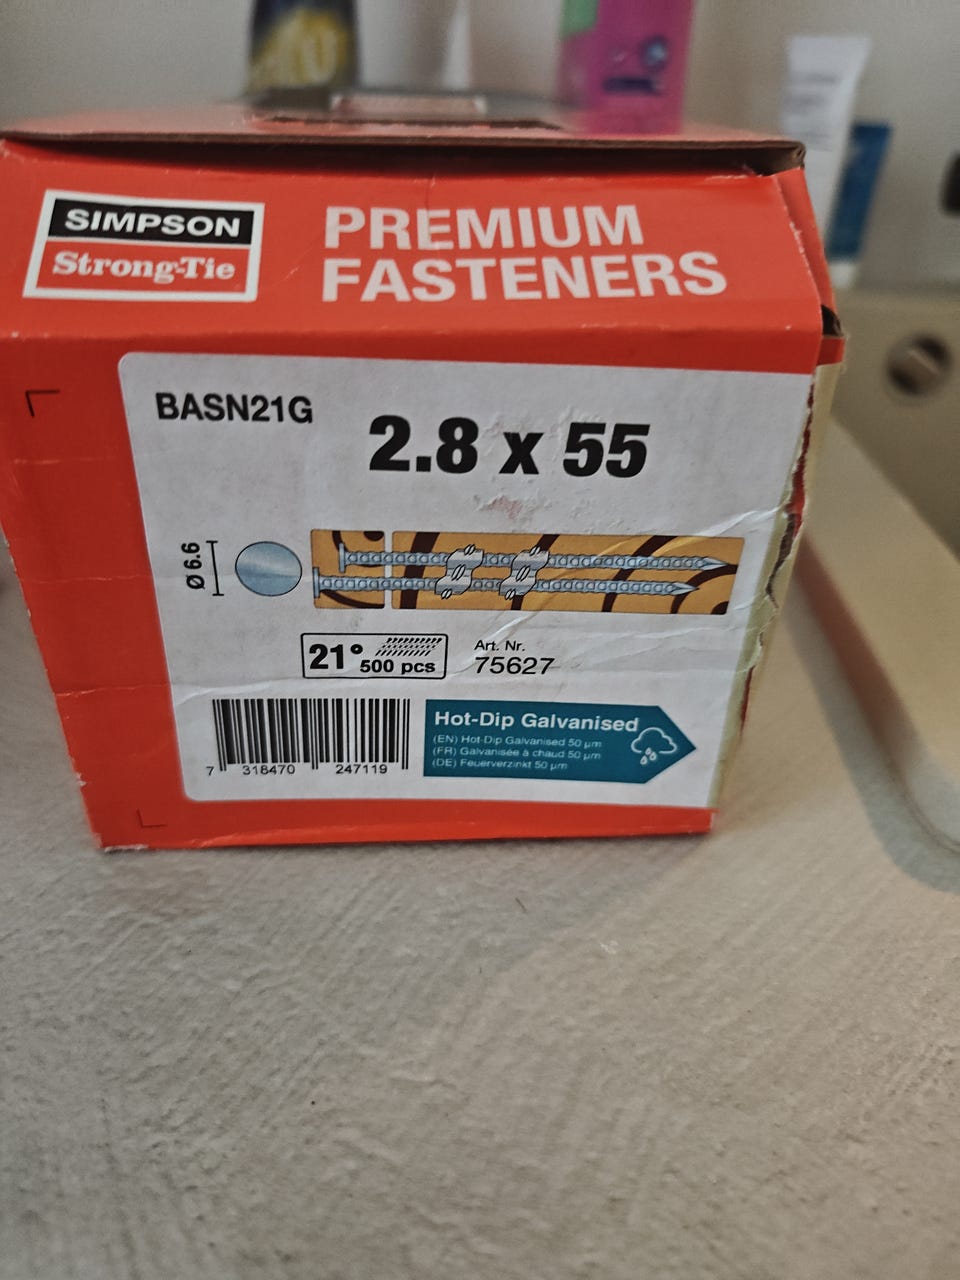 SIMPSON
Strong-Tie
PREMIUM
FASTENERS
BASN21G
2.8 x 55
Ø 6.6
21° 500 pcs
Art. Nr.
75627
Hot-Dip Galvanised
(EN) Hot-Dip Galvanised 50 µm
(FR) Galvanisée à chaud 50 µm
(DE) Feuerverzinkt 50 µm
7 318470 247119